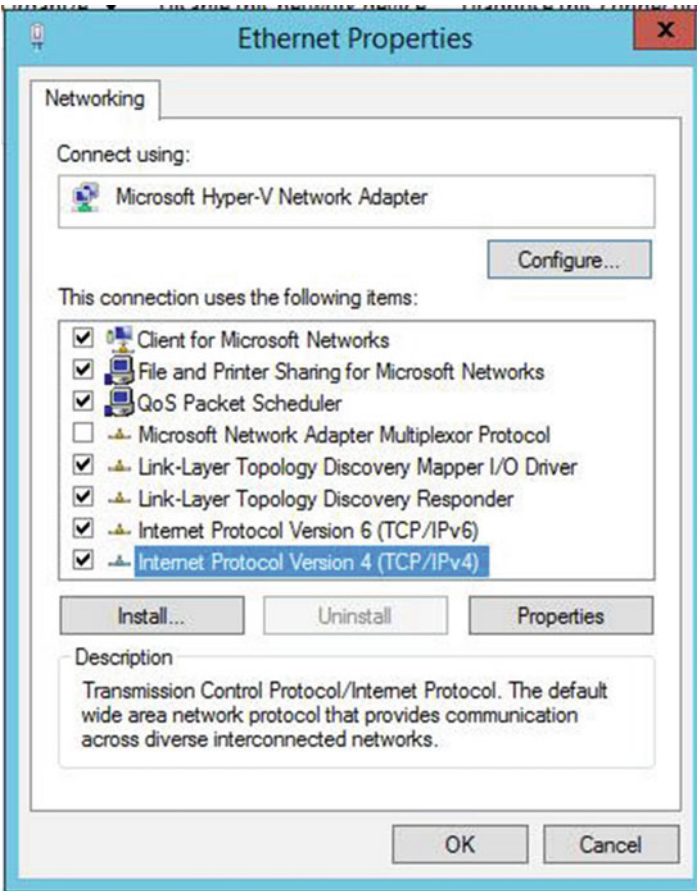 Ethernet Properties
x
Networking
Connect using:
Microsoft Hyper-V Network Adapter
Configure...
This connection uses the following items:
Client for Microsoft Networks
File and Printer Sharing for Microsoft Networks
QoS Packet Scheduler
Microsoft Network Adapter Multiplexor Protocol
Link-Layer Topology Discovery Mapper I/O Driver
Link-Layer Topology Discovery Responder
Internet Protocol Version 6 (TCP/IPv6)
Internet Protocol Version 4 (TCP/IPv4)
Install... Uninstall Properties
Description
Transmission Control Protocol/Internet Protocol. The default
wide area network protocol that provides communication
across diverse interconnected networks.
OK Cancel